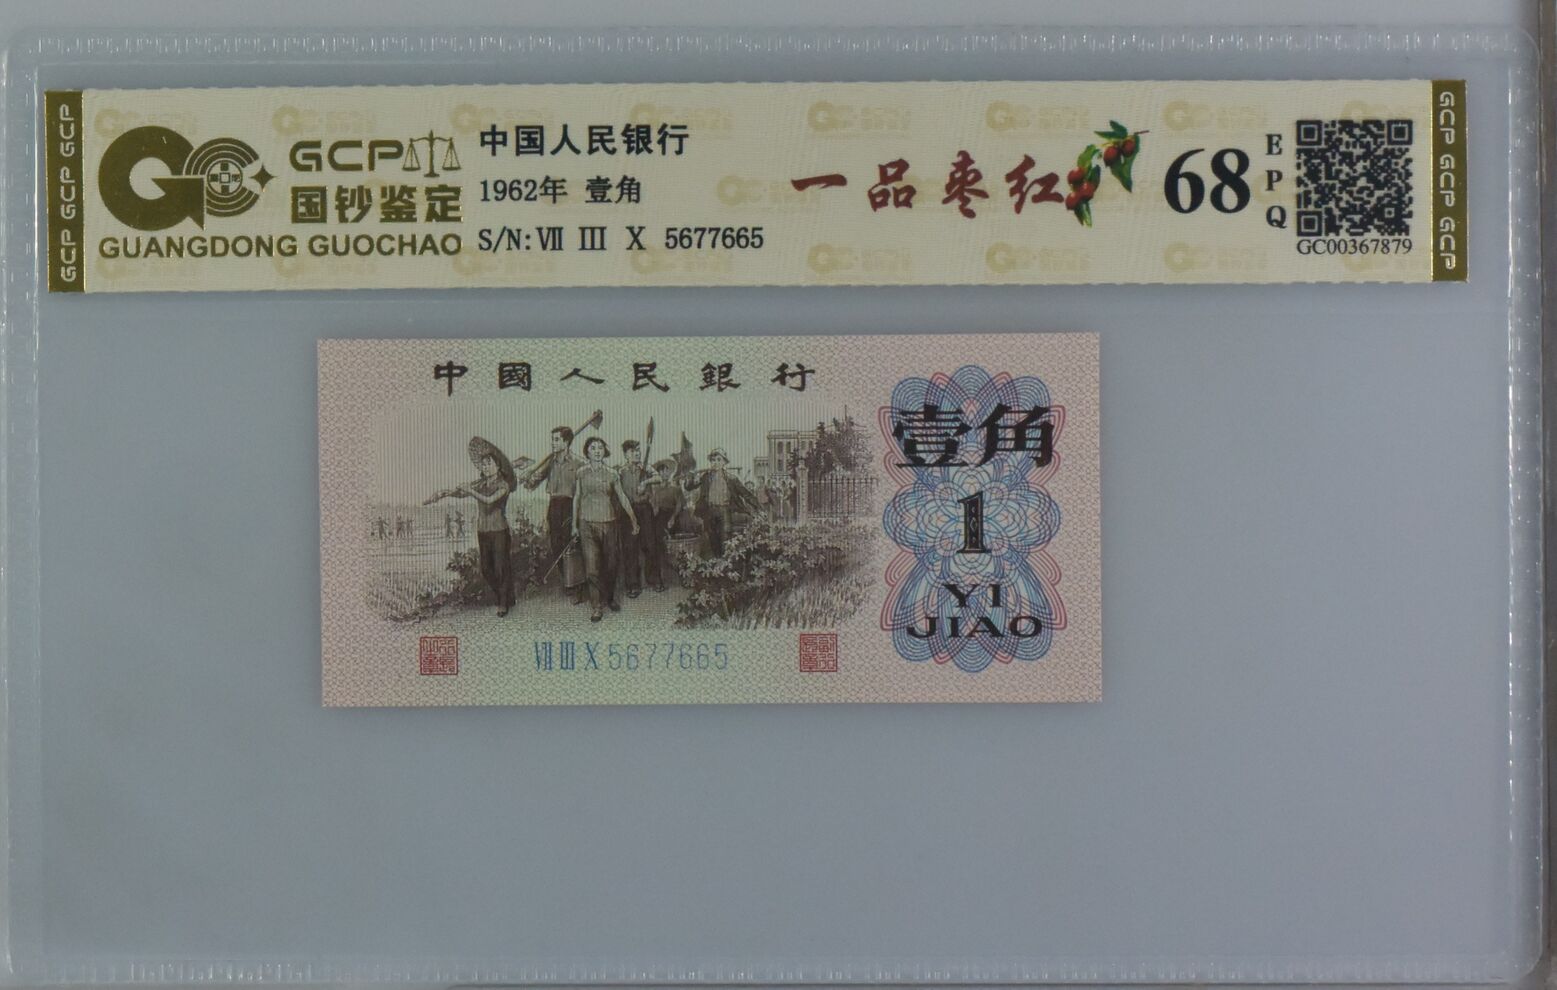 GCP GCP GCP
GCP
国钞鉴定
GUANGDONG GUOCHAO
中国人民银行
1962年 壹角
S/N: Ⅶ Ⅲ Ⅹ 5677665
一品枣红
68
EPQ
GC00367879
GCP GCP GCP
中國人民銀行
壹角
1
YI
JIAO
Ⅶ Ⅲ Ⅹ 5677665